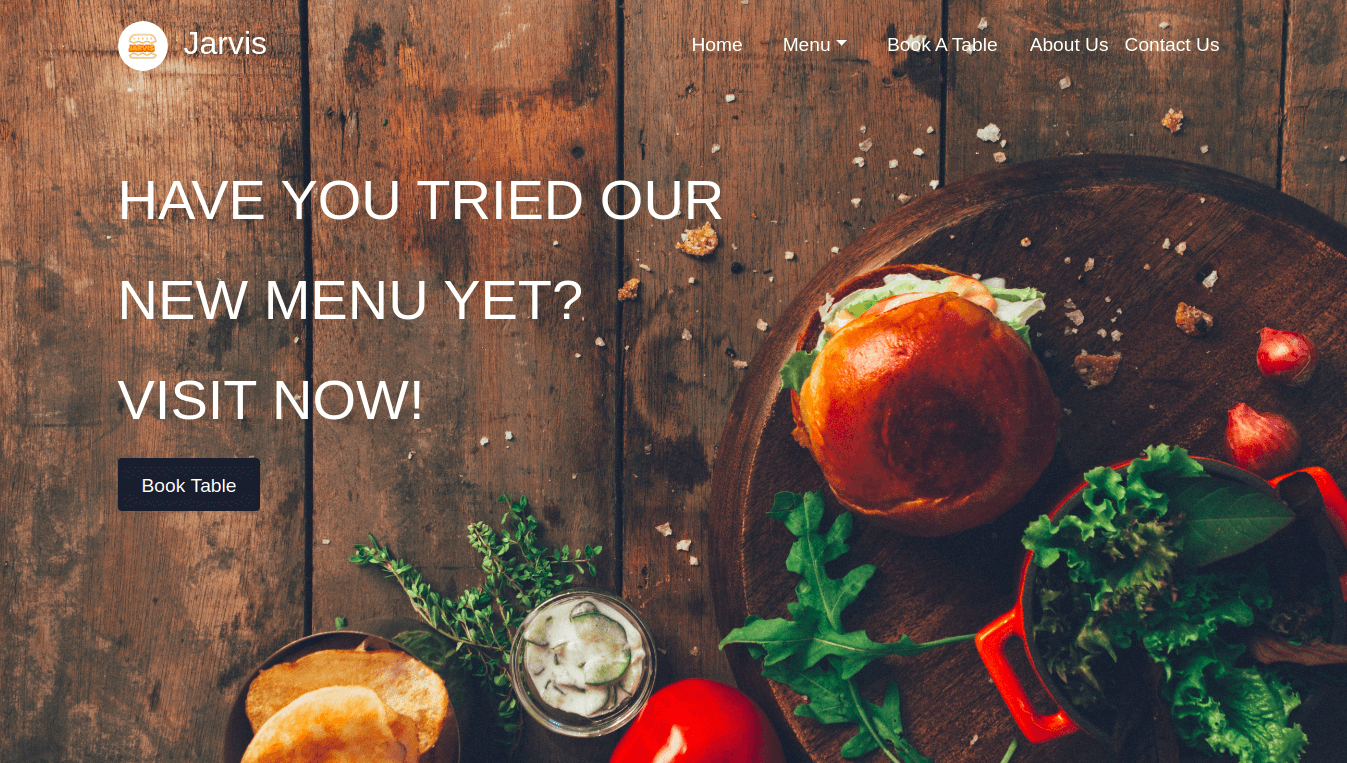 JARVIS
Jarvis
Home
Menu
Book A Table
About Us
Contact Us
HAVE YOU TRIED OUR
NEW MENU YET?
VISIT NOW!
Book Table